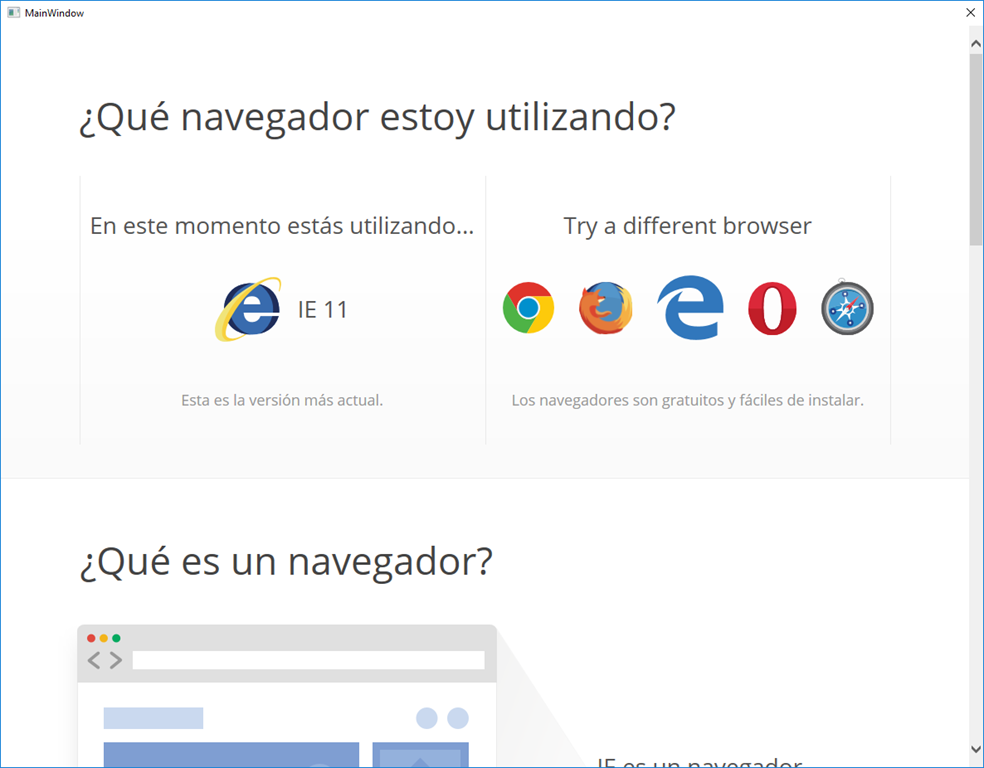 MainWindow
¿Qué navegador estoy utilizando?
En este momento estás utilizando...
IE 11
Esta es la versión más actual.
Try a different browser
Los navegadores son gratuitos y fáciles de instalar.
¿Qué es un navegador?
IE es un navegador